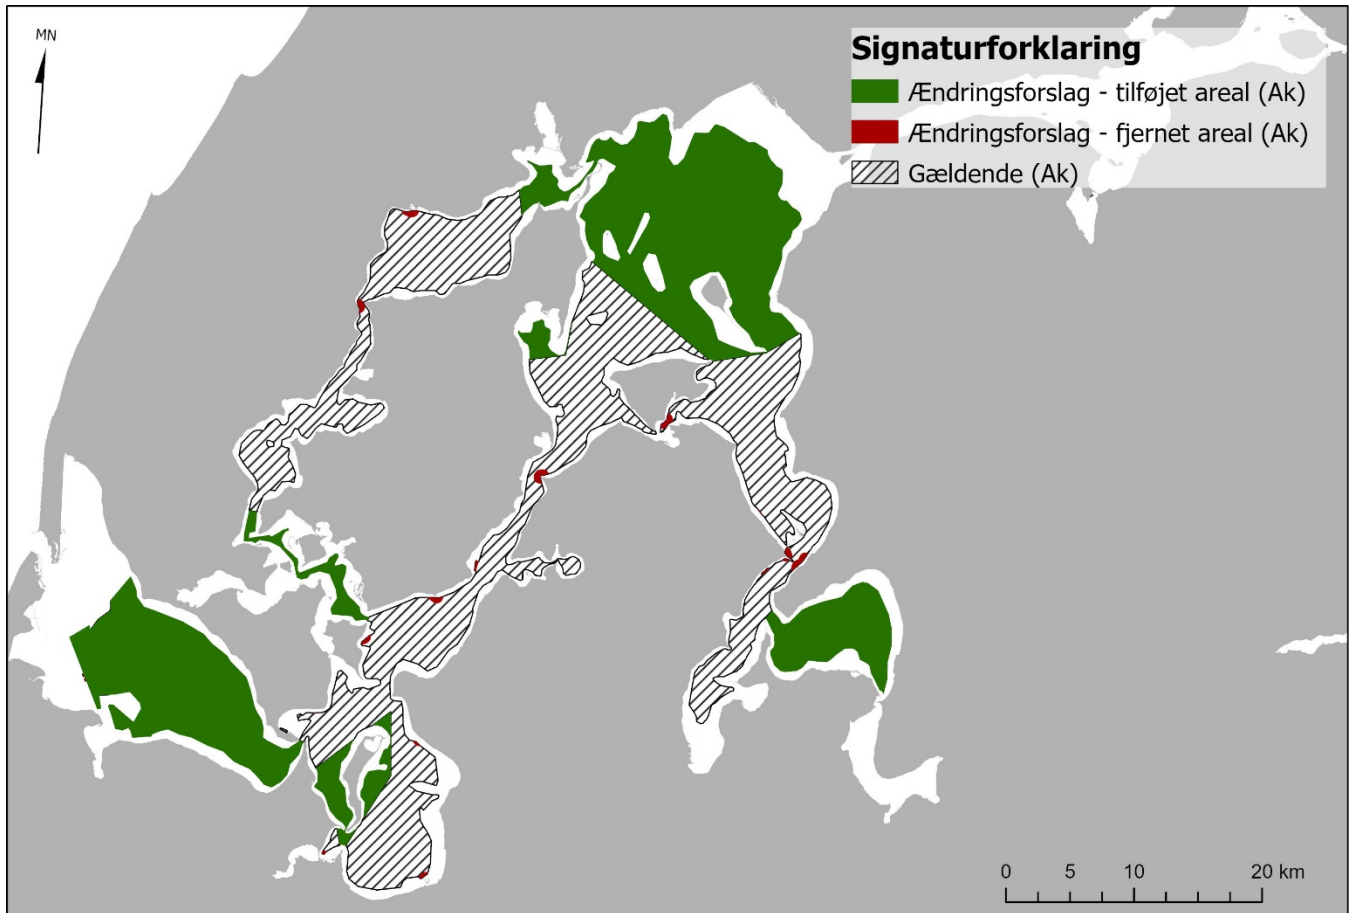 MN
Signaturforklaring
Ændringsforslag - tilføjet areal (Ak)
Ændringsforslag - fjernet areal (Ak)
Gældende (Ak)
0 5 10 20 km